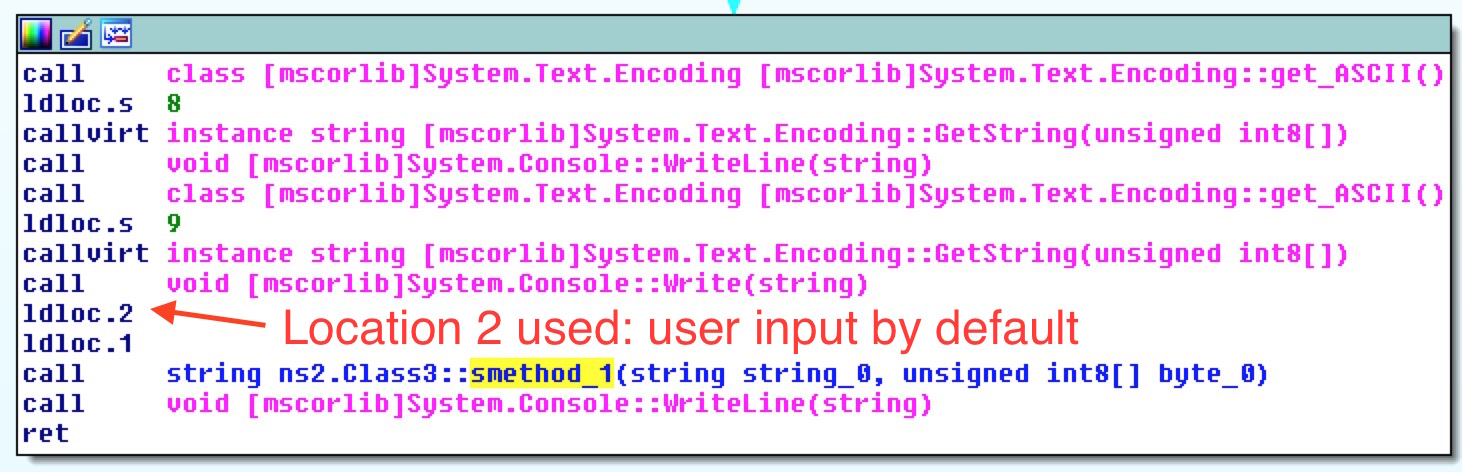 call class [mscorlib]System.Text.Encoding [mscorlib]System.Text.Encoding::get_ASCII()
ldloc.s 8
callvirt instance string [mscorlib]System.Text.Encoding::GetString(unsigned int8[])
call void [mscorlib]System.Console::WriteLine(string)
call class [mscorlib]System.Text.Encoding [mscorlib]System.Text.Encoding::get_ASCII()
ldloc.s 9
callvirt instance string [mscorlib]System.Text.Encoding::GetString(unsigned int8[])
call void [mscorlib]System.Console::Write(string)
ldloc.2
Location 2 used: user input by default
ldloc.1
call string ns2.Class3::smethod_1(string string_0, unsigned int8[] byte_0)
call void [mscorlib]System.Console::WriteLine(string)
ret